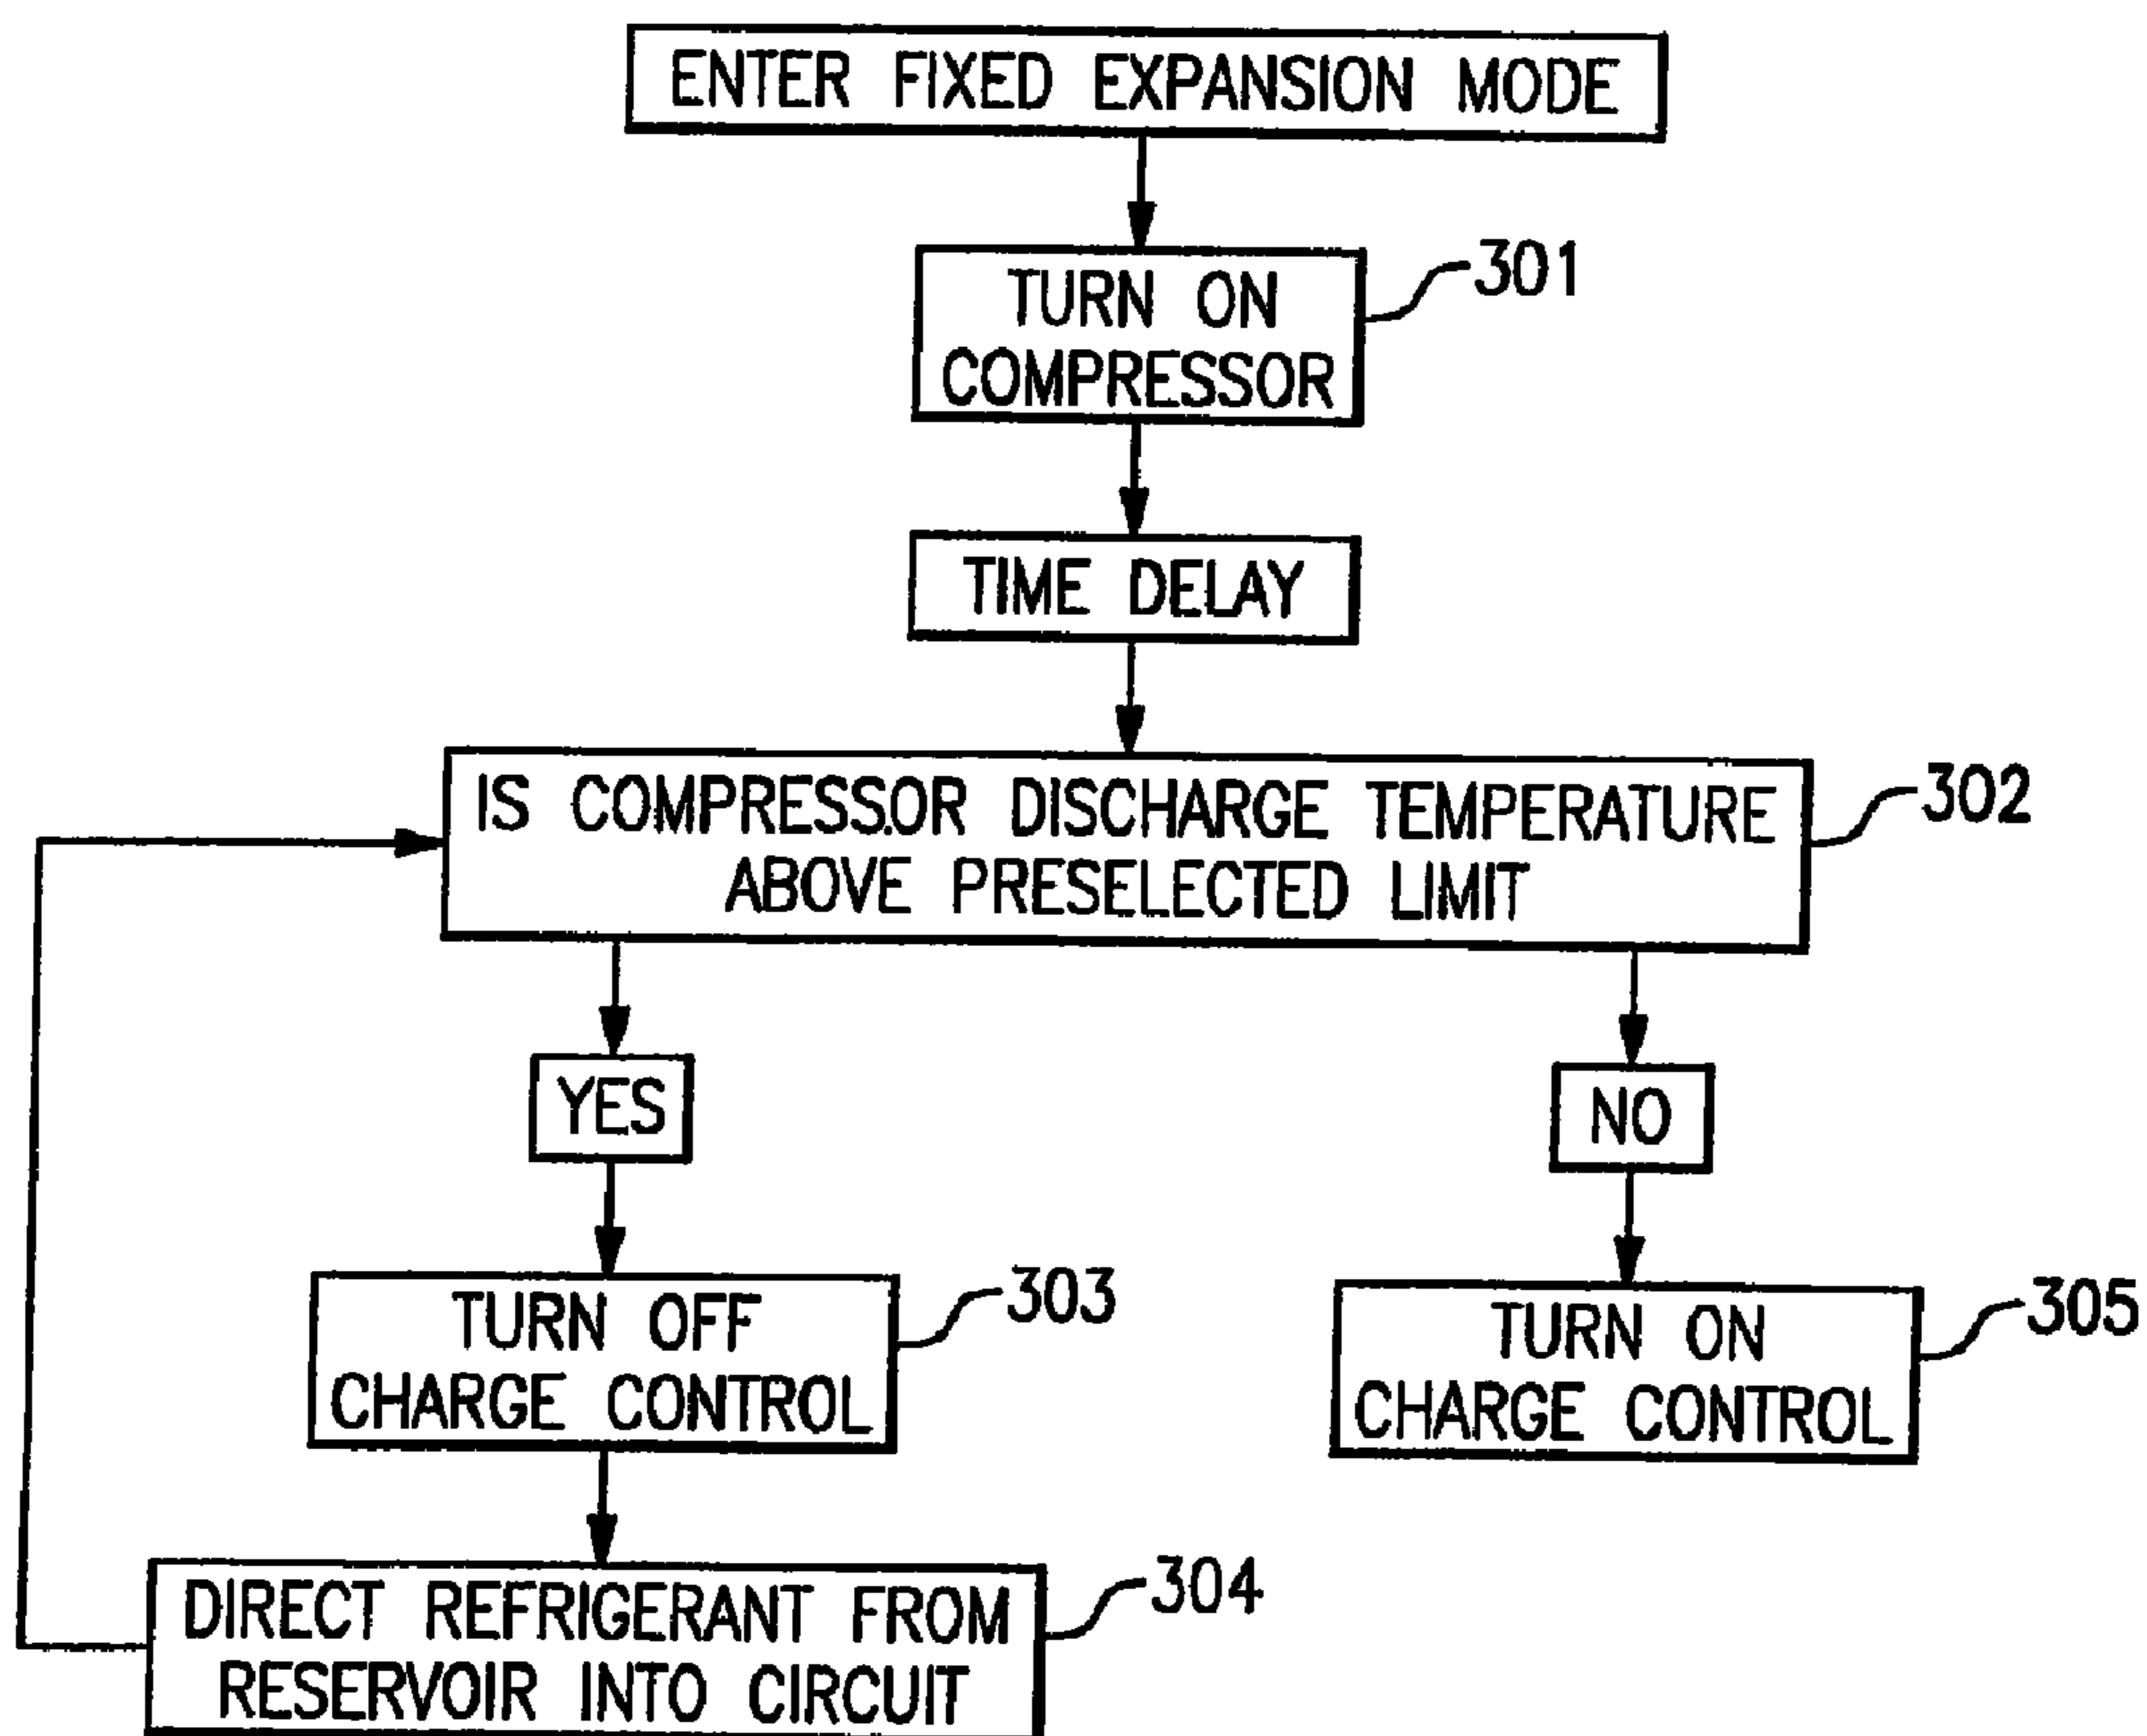 ENTER FIXED EXPANSION MODE
TURN ON
COMPRESSOR
301
TIME DELAY
IS COMPRESSOR DISCHARGE TEMPERATURE
ABOVE PRESELECTED LIMIT
302
YES
NO
TURN OFF
CHARGE CONTROL
303
TURN ON
CHARGE CONTROL
305
DIRECT REFRIGERANT FROM
RESERVOIR INTO CIRCUIT
304